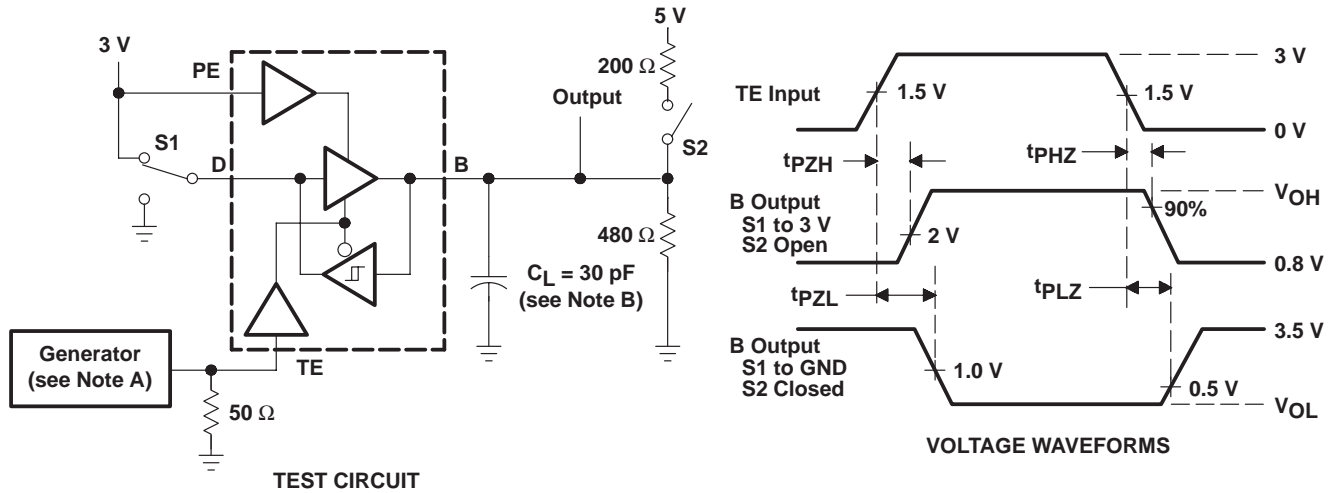 3 V
PE
S1
D
B
TE
Generator
(see Note A)
50 Ω
Output
5 V
200 Ω
S2
480 Ω
CL = 30 pF
(see Note B)
TEST CIRCUIT
TE Input
1.5 V
1.5 V
3 V
0 V
tPZH
tPHZ
B Output
S1 to 3 V
S2 Open
2 V
90%
VOH
0.8 V
tPZL
tPLZ
B Output
S1 to GND
S2 Closed
1.0 V
0.5 V
3.5 V
VOL
VOLTAGE WAVEFORMS